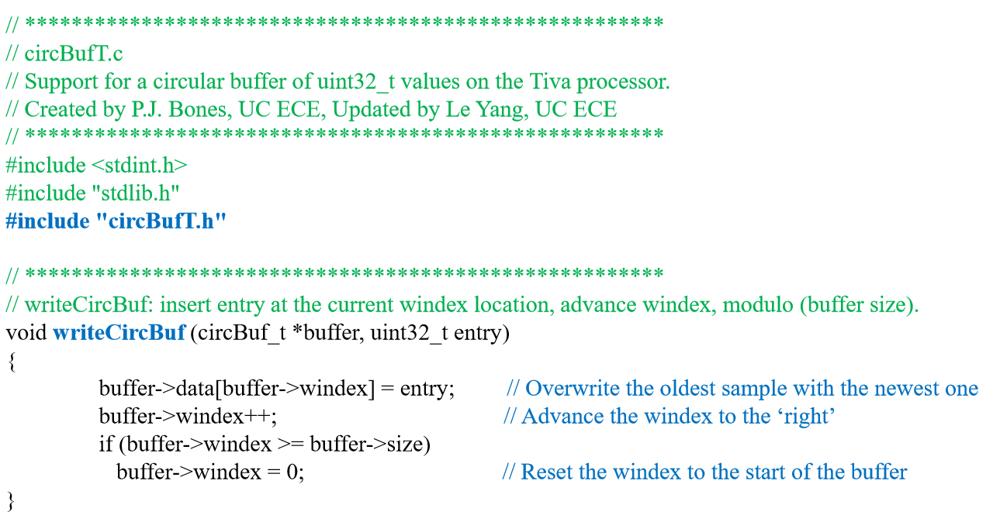 // *******************************************************
// circBufT.c
// Support for a circular buffer of uint32_t values on the Tiva processor.
// Created by P.J. Bones, UC ECE, Updated by Le Yang, UC ECE
// *******************************************************
#include <stdint.h>
#include "stdlib.h"
#include "circBufT.h"
// *******************************************************
// writeCircBuf: insert entry at the current windex location, advance windex, modulo (buffer size).
void writeCircBuf (circBuf_t *buffer, uint32_t entry)
{
buffer->data[buffer->windex] = entry; // Overwrite the oldest sample with the newest one
buffer->windex++; // Advance the windex to the ‘right’
if (buffer->windex >= buffer->size)
buffer->windex = 0; // Reset the windex to the start of the buffer
}